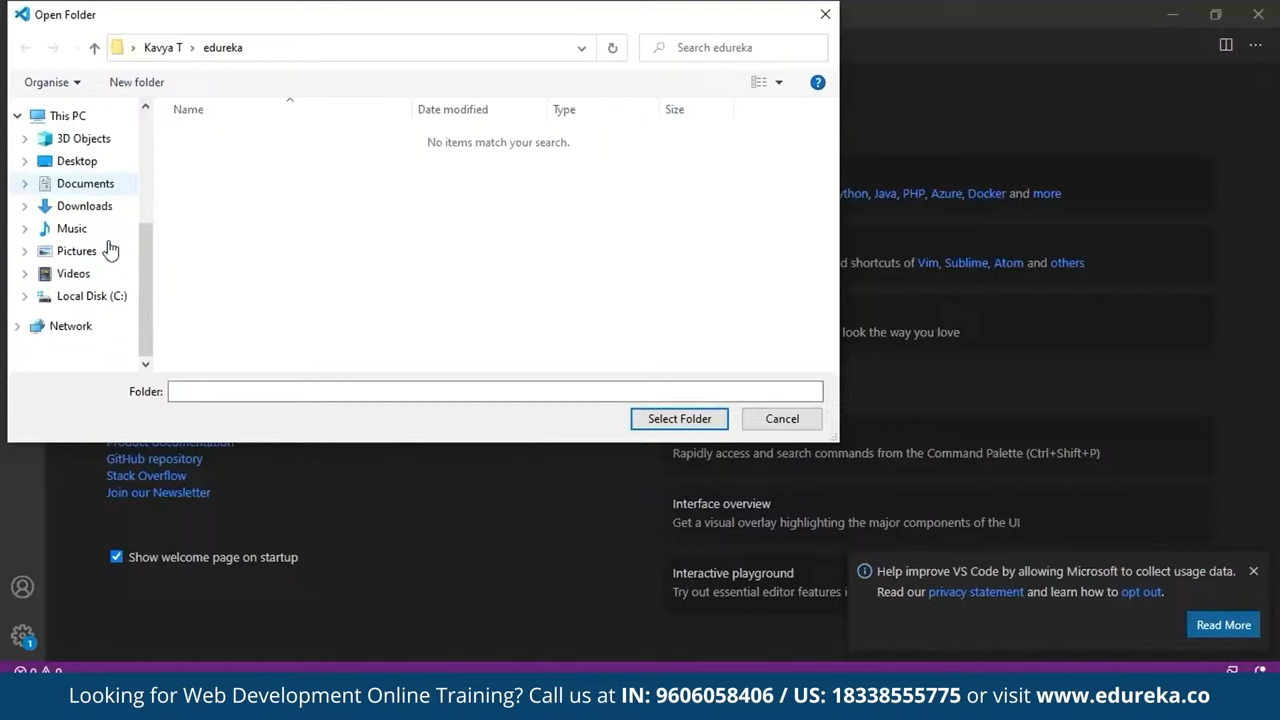 Open Folder
Kavya T > edureka
Search edureka
Organise
New folder
Name
Date modified
Type
Size
No items match your search.
This PC
3D Objects
Desktop
Documents
Downloads
Music
Pictures
Videos
Local Disk (C:)
Network
Folder:
Select Folder
Cancel
Java, PHP, Azure, Docker and more
d shortcuts of Vim, Sublime, Atom and others
look the way you love
GitHub repository
Stack Overflow
Join our Newsletter
Show welcome page on startup
Rapidly access and search commands from the Command Palette (Ctrl+Shift+P)
Interface overview
Get a visual overlay highlighting the major components of the UI
Interactive playground
Try out essential editor features i
Help improve VS Code by allowing Microsoft to collect usage data.
Read our privacy statement and learn how to opt out.
Read More
1
Looking for Web Development Online Training? Call us at IN: 9606058406 / US: 18338555775 or visit www.edureka.co